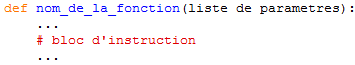 def nom_de_la_fonction(liste de parametres):
...
# bloc d'instruction
...